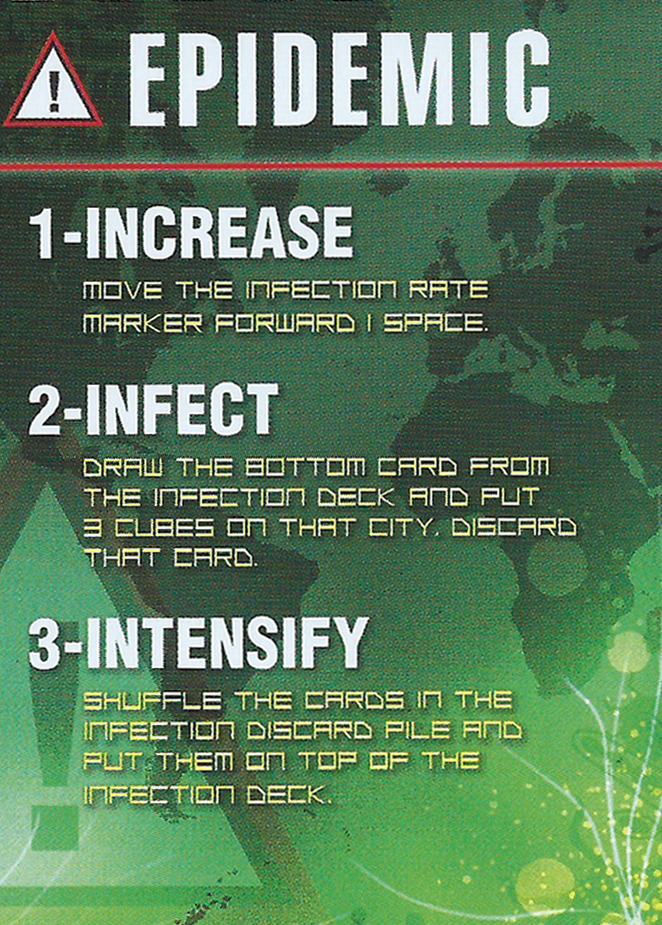 EPIDEMIC
1-INCREASE
MOVE THE INFECTION RATE
MARKER FORWARD 1 SPACE.
2-INFECT
DRAW THE BOTTOM CARD FROM
THE INFECTION DECK AND PUT
3 CUBES ON THAT CITY. DISCARD
THAT CARD.
3-INTENSIFY
SHUFFLE THE CARDS IN THE
INFECTION DISCARD PILE AND
PUT THEM ON TOP OF THE
INFECTION DECK.